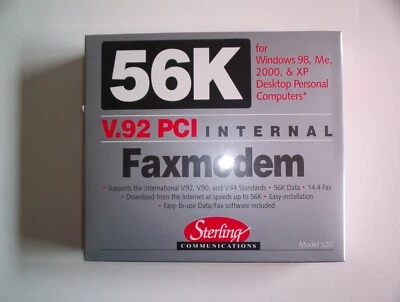 56K
for
Windows 98, Me,
2000, & XP
Desktop Personal
Computers*
V.92 PCI INTERNAL
Faxmodem
• Supports the International V.92, V.90, and V.44 Standards • 56K Data • 14.4 Fax
• Download from the Internet at speeds up to 56K • Easy installation
• Easy-to-use Data/Fax software included
Sterling
COMMUNICATIONS
Model 520